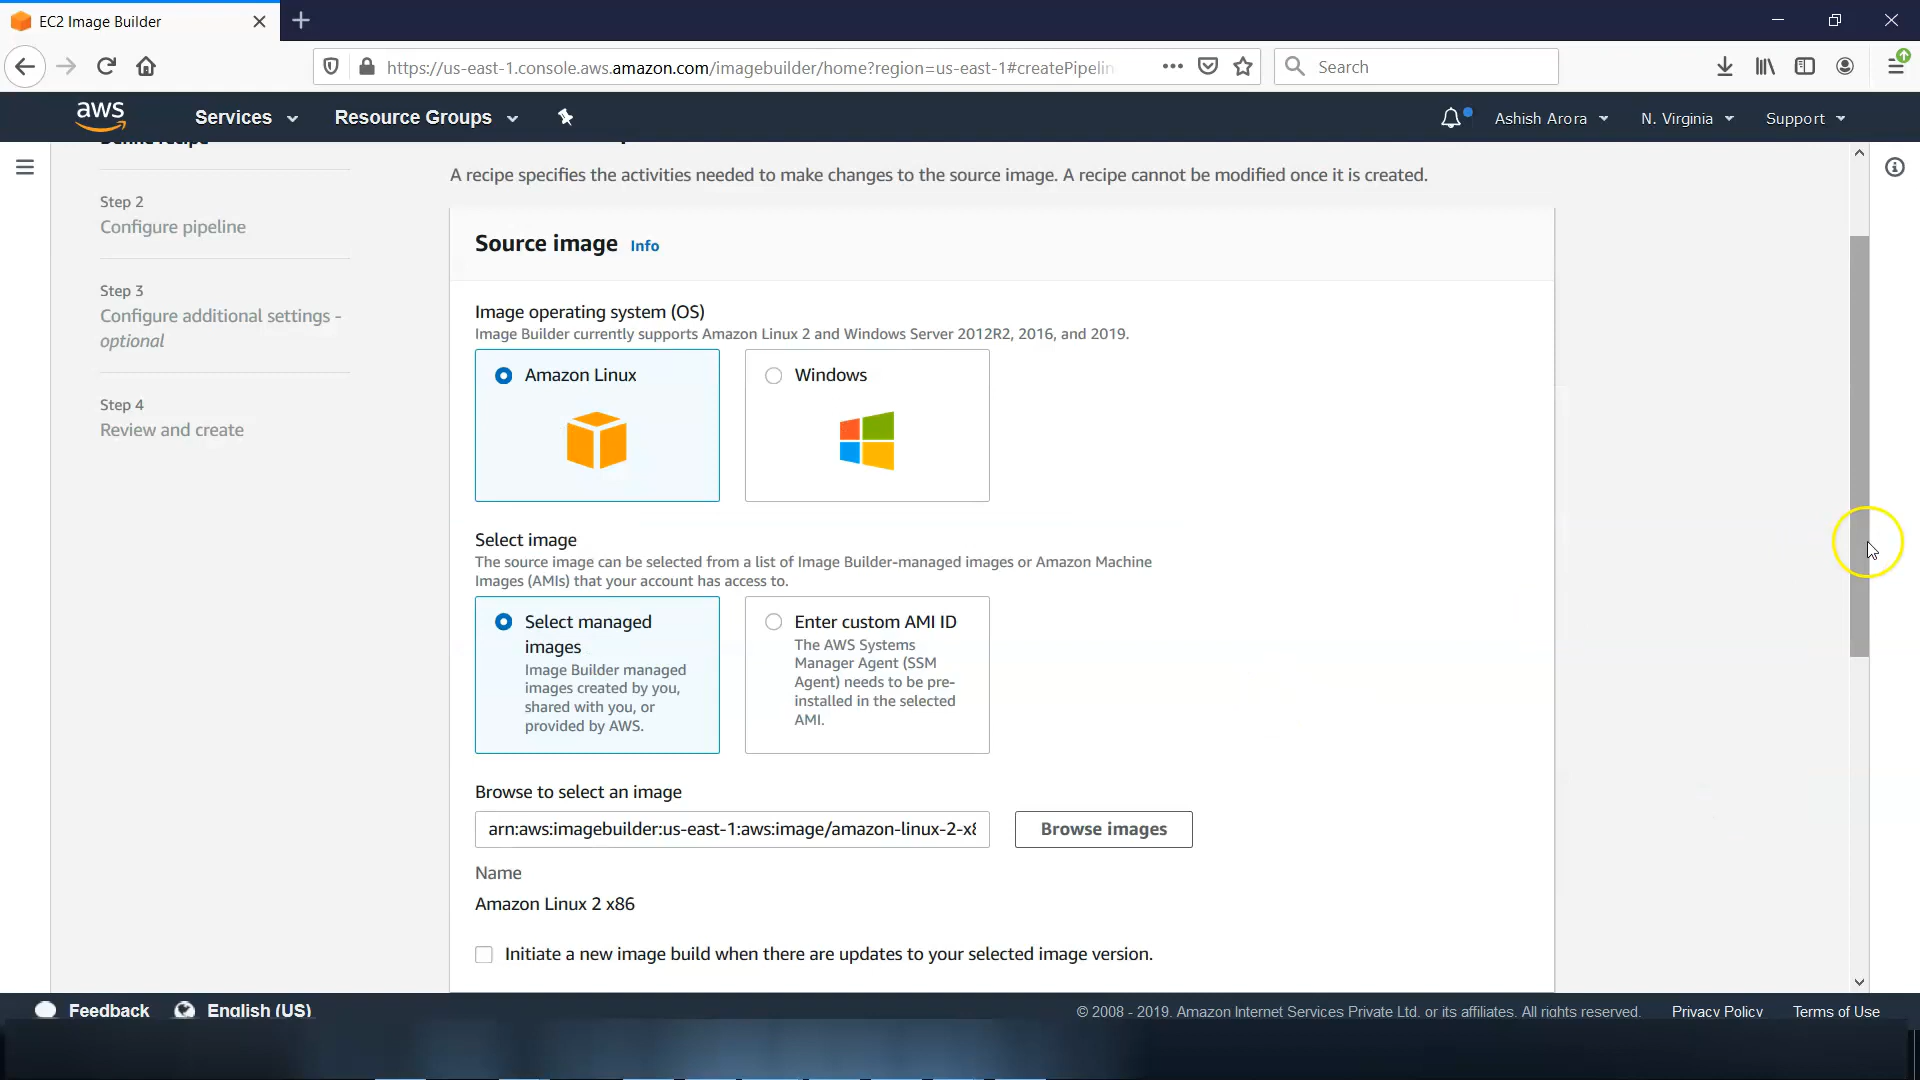 EC2 Image Builder
https://us-east-1.console.aws.amazon.com/imagebuilder/home?region=us-east-1#createPipelin
Search
aws
Services
Resource Groups
Ashish Arora
N. Virginia
Support
Define recipe
A recipe specifies the activities needed to make changes to the source image. A recipe cannot be modified once it is created.
Step 2
Configure pipeline
Step 3
Configure additional settings -
optional
Step 4
Review and create
Source image Info
Image operating system (OS)
Image Builder currently supports Amazon Linux 2 and Windows Server 2012R2, 2016, and 2019.
Amazon Linux
Windows
Select image
The source image can be selected from a list of Image Builder-managed images or Amazon Machine
Images (AMIs) that your account has access to.
Select managed
images
Image Builder managed
images created by you,
shared with you, or
provided by AWS.
Enter custom AMI ID
The AWS Systems
Manager Agent (SSM
Agent) needs to be pre-
installed in the selected
AMI.
Browse to select an image
arn:aws:imagebuilder:us-east-1:aws:image/amazon-linux-2-x8
Browse images
Name
Amazon Linux 2 x86
Initiate a new image build when there are updates to your selected image version.
Feedback
English (US)
© 2008 - 2019, Amazon Internet Services Private Ltd. or its affiliates. All rights reserved.
Privacy Policy
Terms of Use